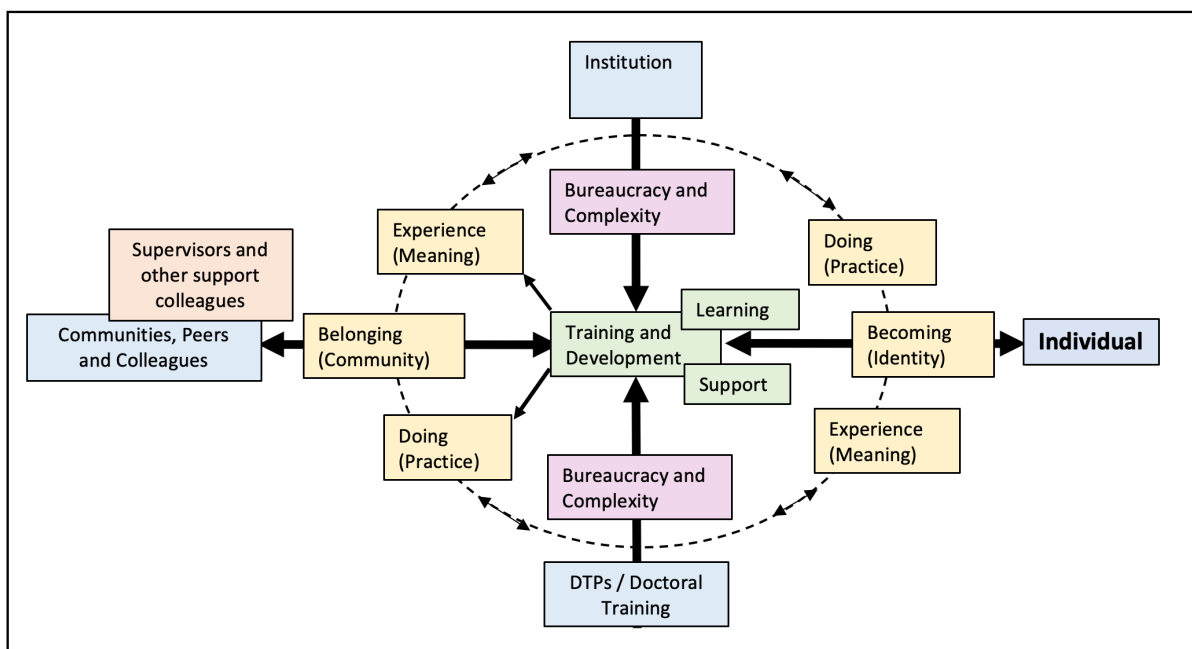 Institution
Bureaucracy and
Complexity
Experience
(Meaning)
Doing
(Practice)
Supervisors and
other support
colleagues
Communities, Peers
and Colleagues
Belonging
(Community)
Training and
Development
Learning
Support
Becoming
(Identity)
Individual
Doing
(Practice)
Experience
(Meaning)
Bureaucracy and
Complexity
DTPs / Doctoral
Training